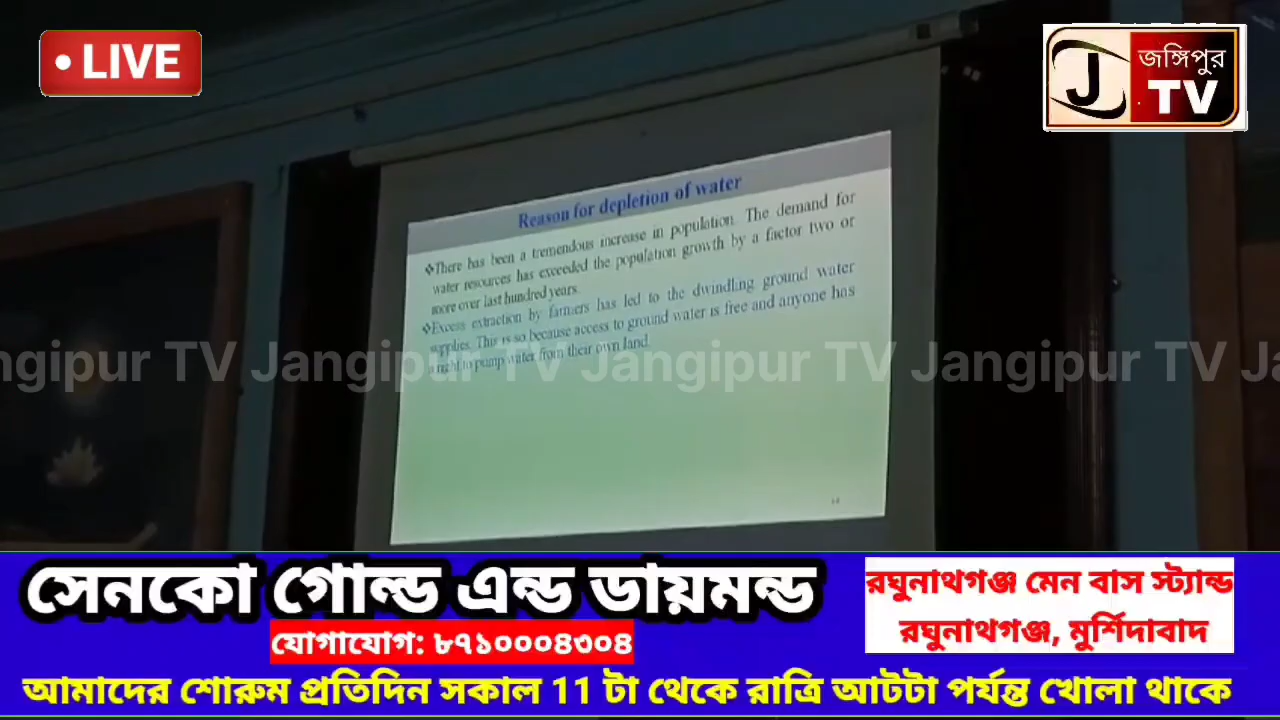 • LIVE
J জঙ্গিপুর
TV
Reason for depletion of water
❖There has been a tremendous increase in population. The demand for
water resources has exceeded the population growth by a factor two or
more over last hundred years.
❖Excess extraction by farmers has led to the dwindling ground water
supplies. This is so because access to ground water is free and anyone has
a right to pump water from their own land.
ngipur TV Jangipur TV Jangipur TV Jangipur TV Ja
সেনকো গোল্ড এন্ড ডায়মন্ড
যোগাযোগ: ৮৭১০০০৪৩০৪
রঘুনাথগঞ্জ মেন বাস স্ট্যান্ড
রঘুনাথগঞ্জ, মুর্শিদাবাদ
আমাদের শোরুম প্রতিদিন সকাল 11 টা থেকে রাত্রি আটটা পর্যন্ত খোলা থাকে